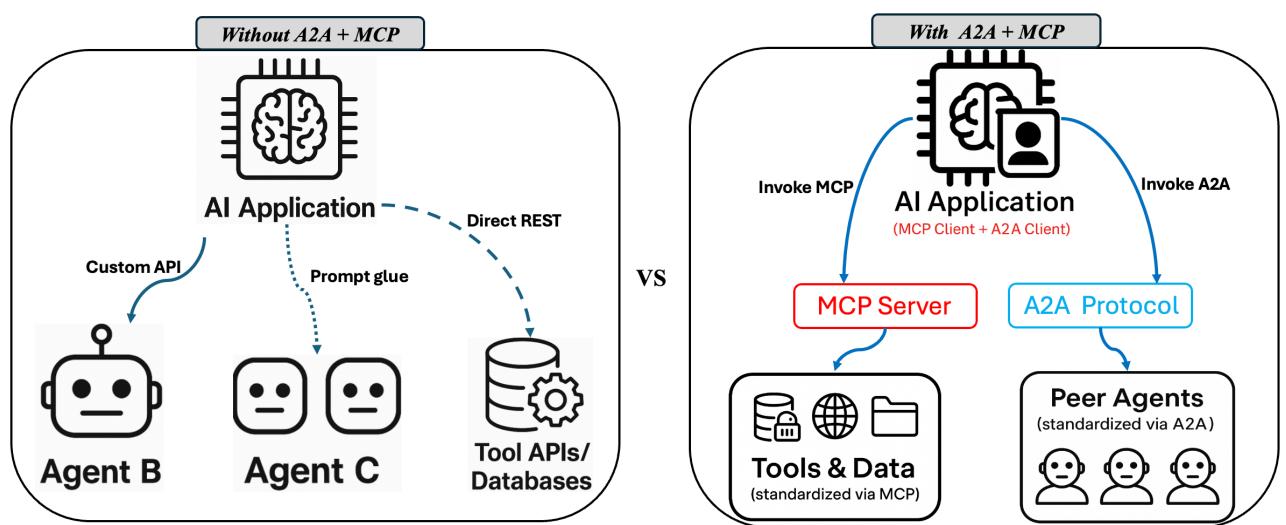 Without A2A + MCP
AI Application
Direct REST
Custom API
Prompt glue
Agent B
Agent C
Tool APIs/
Databases
VS
With A2A + MCP
Invoke MCP
Invoke A2A
AI Application
(MCP Client + A2A Client)
MCP Server
A2A Protocol
Tools & Data
(standardized via MCP)
Peer Agents
(standardized via A2A)